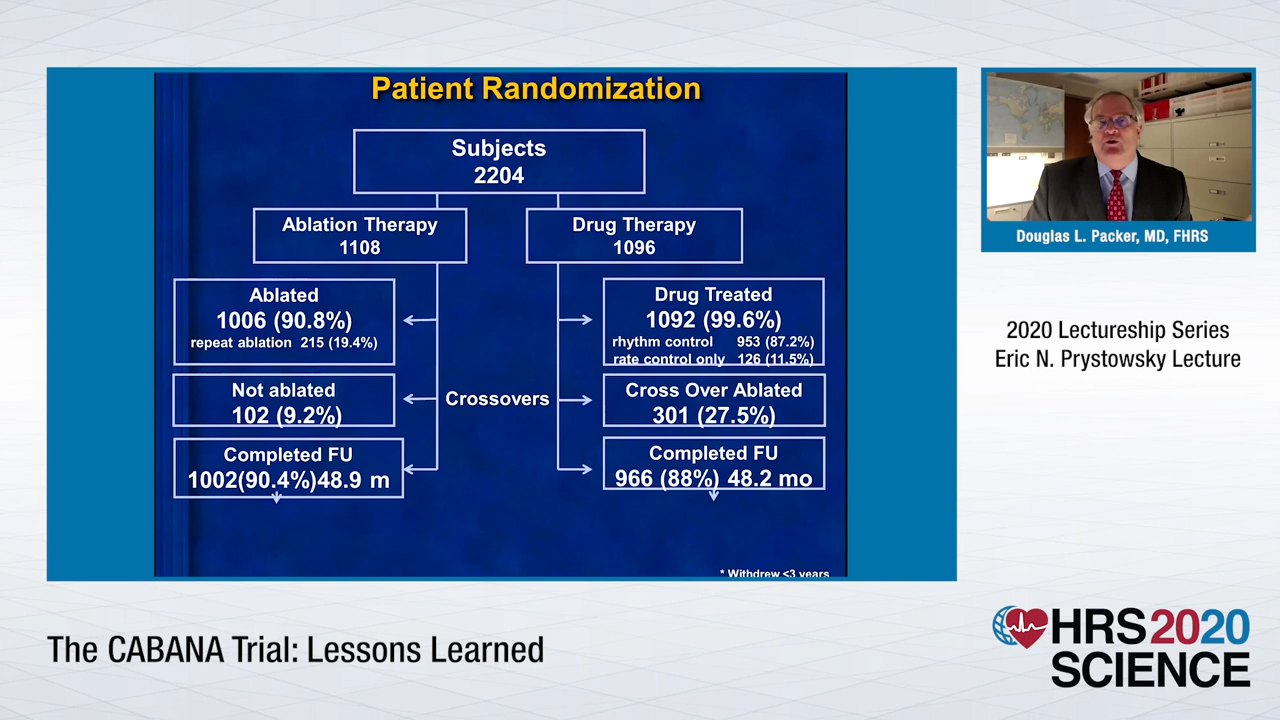 Patient Randomization
Subjects
2204
Ablation Therapy
1108
Drug Therapy
1096
Ablated
1006 (90.8%)
repeat ablation 215 (19.4%)
Drug Treated
1092 (99.6%)
rhythm control 953 (87.2%)
rate control only 126 (11.5%)
Not ablated
102 (9.2%)
Crossovers
Cross Over Ablated
301 (27.5%)
Completed FU
1002(90.4%)48.9 m
Completed FU
966 (88%) 48.2 mo
* Withdrew <3 years
Douglas L. Packer, MD, FHRS
2020 Lectureship Series
Eric N. Prystowsky Lecture
The CABANA Trial: Lessons Learned
HRS2020
SCIENCE